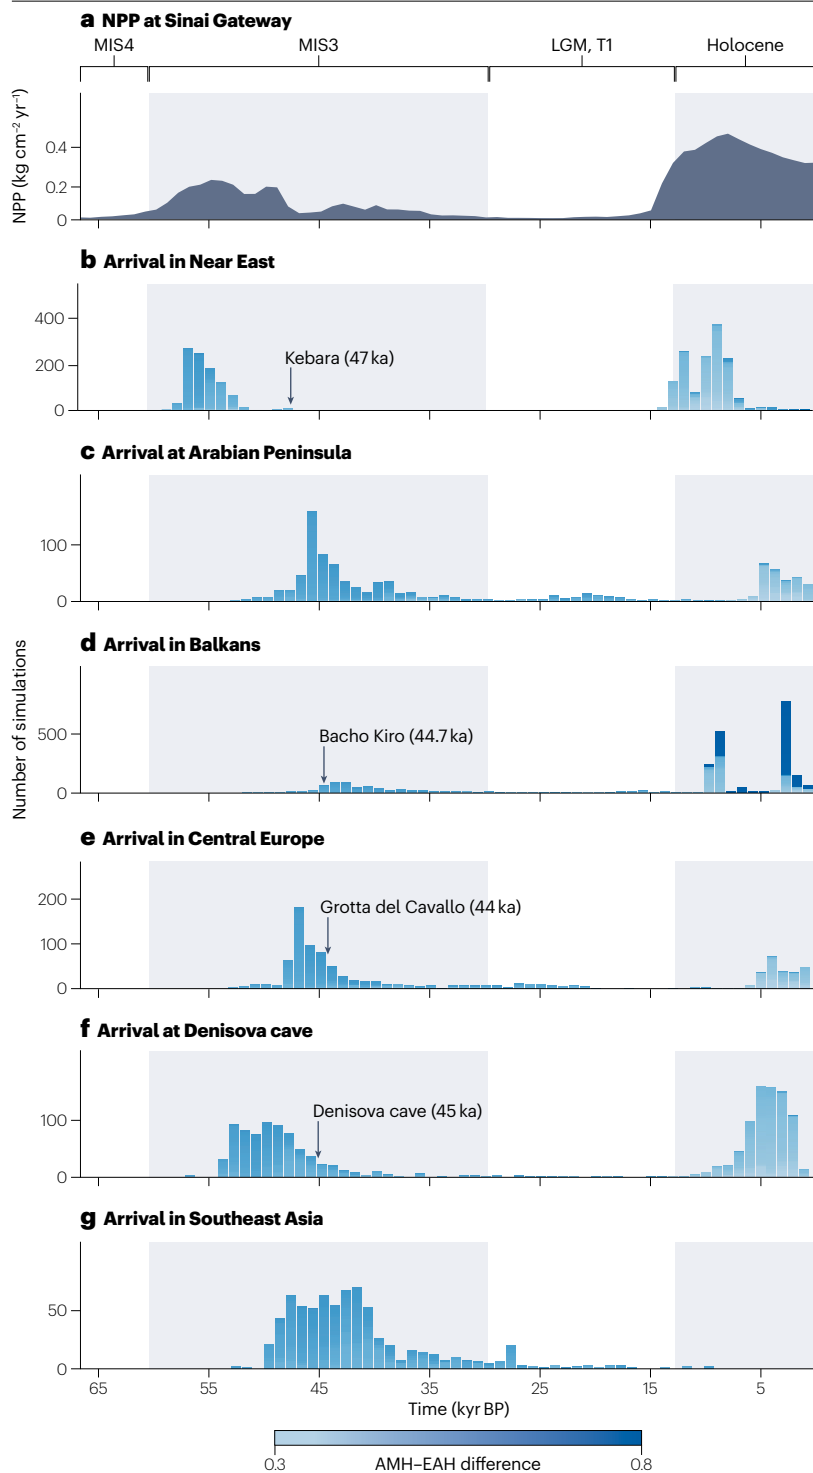 a NPP at Sinai Gateway
MIS4 MIS3 LGM, T1 Holocene
NPP (kg cm⁻² yr⁻¹)
0.4
0.2
0
b Arrival in Near East
400
200
0
Kebara (47 ka)
c Arrival at Arabian Peninsula
100
0
Number of simulations
d Arrival in Balkans
500
0
Bacho Kiro (44.7 ka)
e Arrival in Central Europe
200
100
0
Grotta del Cavallo (44 ka)
f Arrival at Denisova cave
100
0
Denisova cave (45 ka)
g Arrival in Southeast Asia
50
0
65 55 45 35 25 15 5
Time (kyr BP)
0.3 AMH–EAH difference 0.8